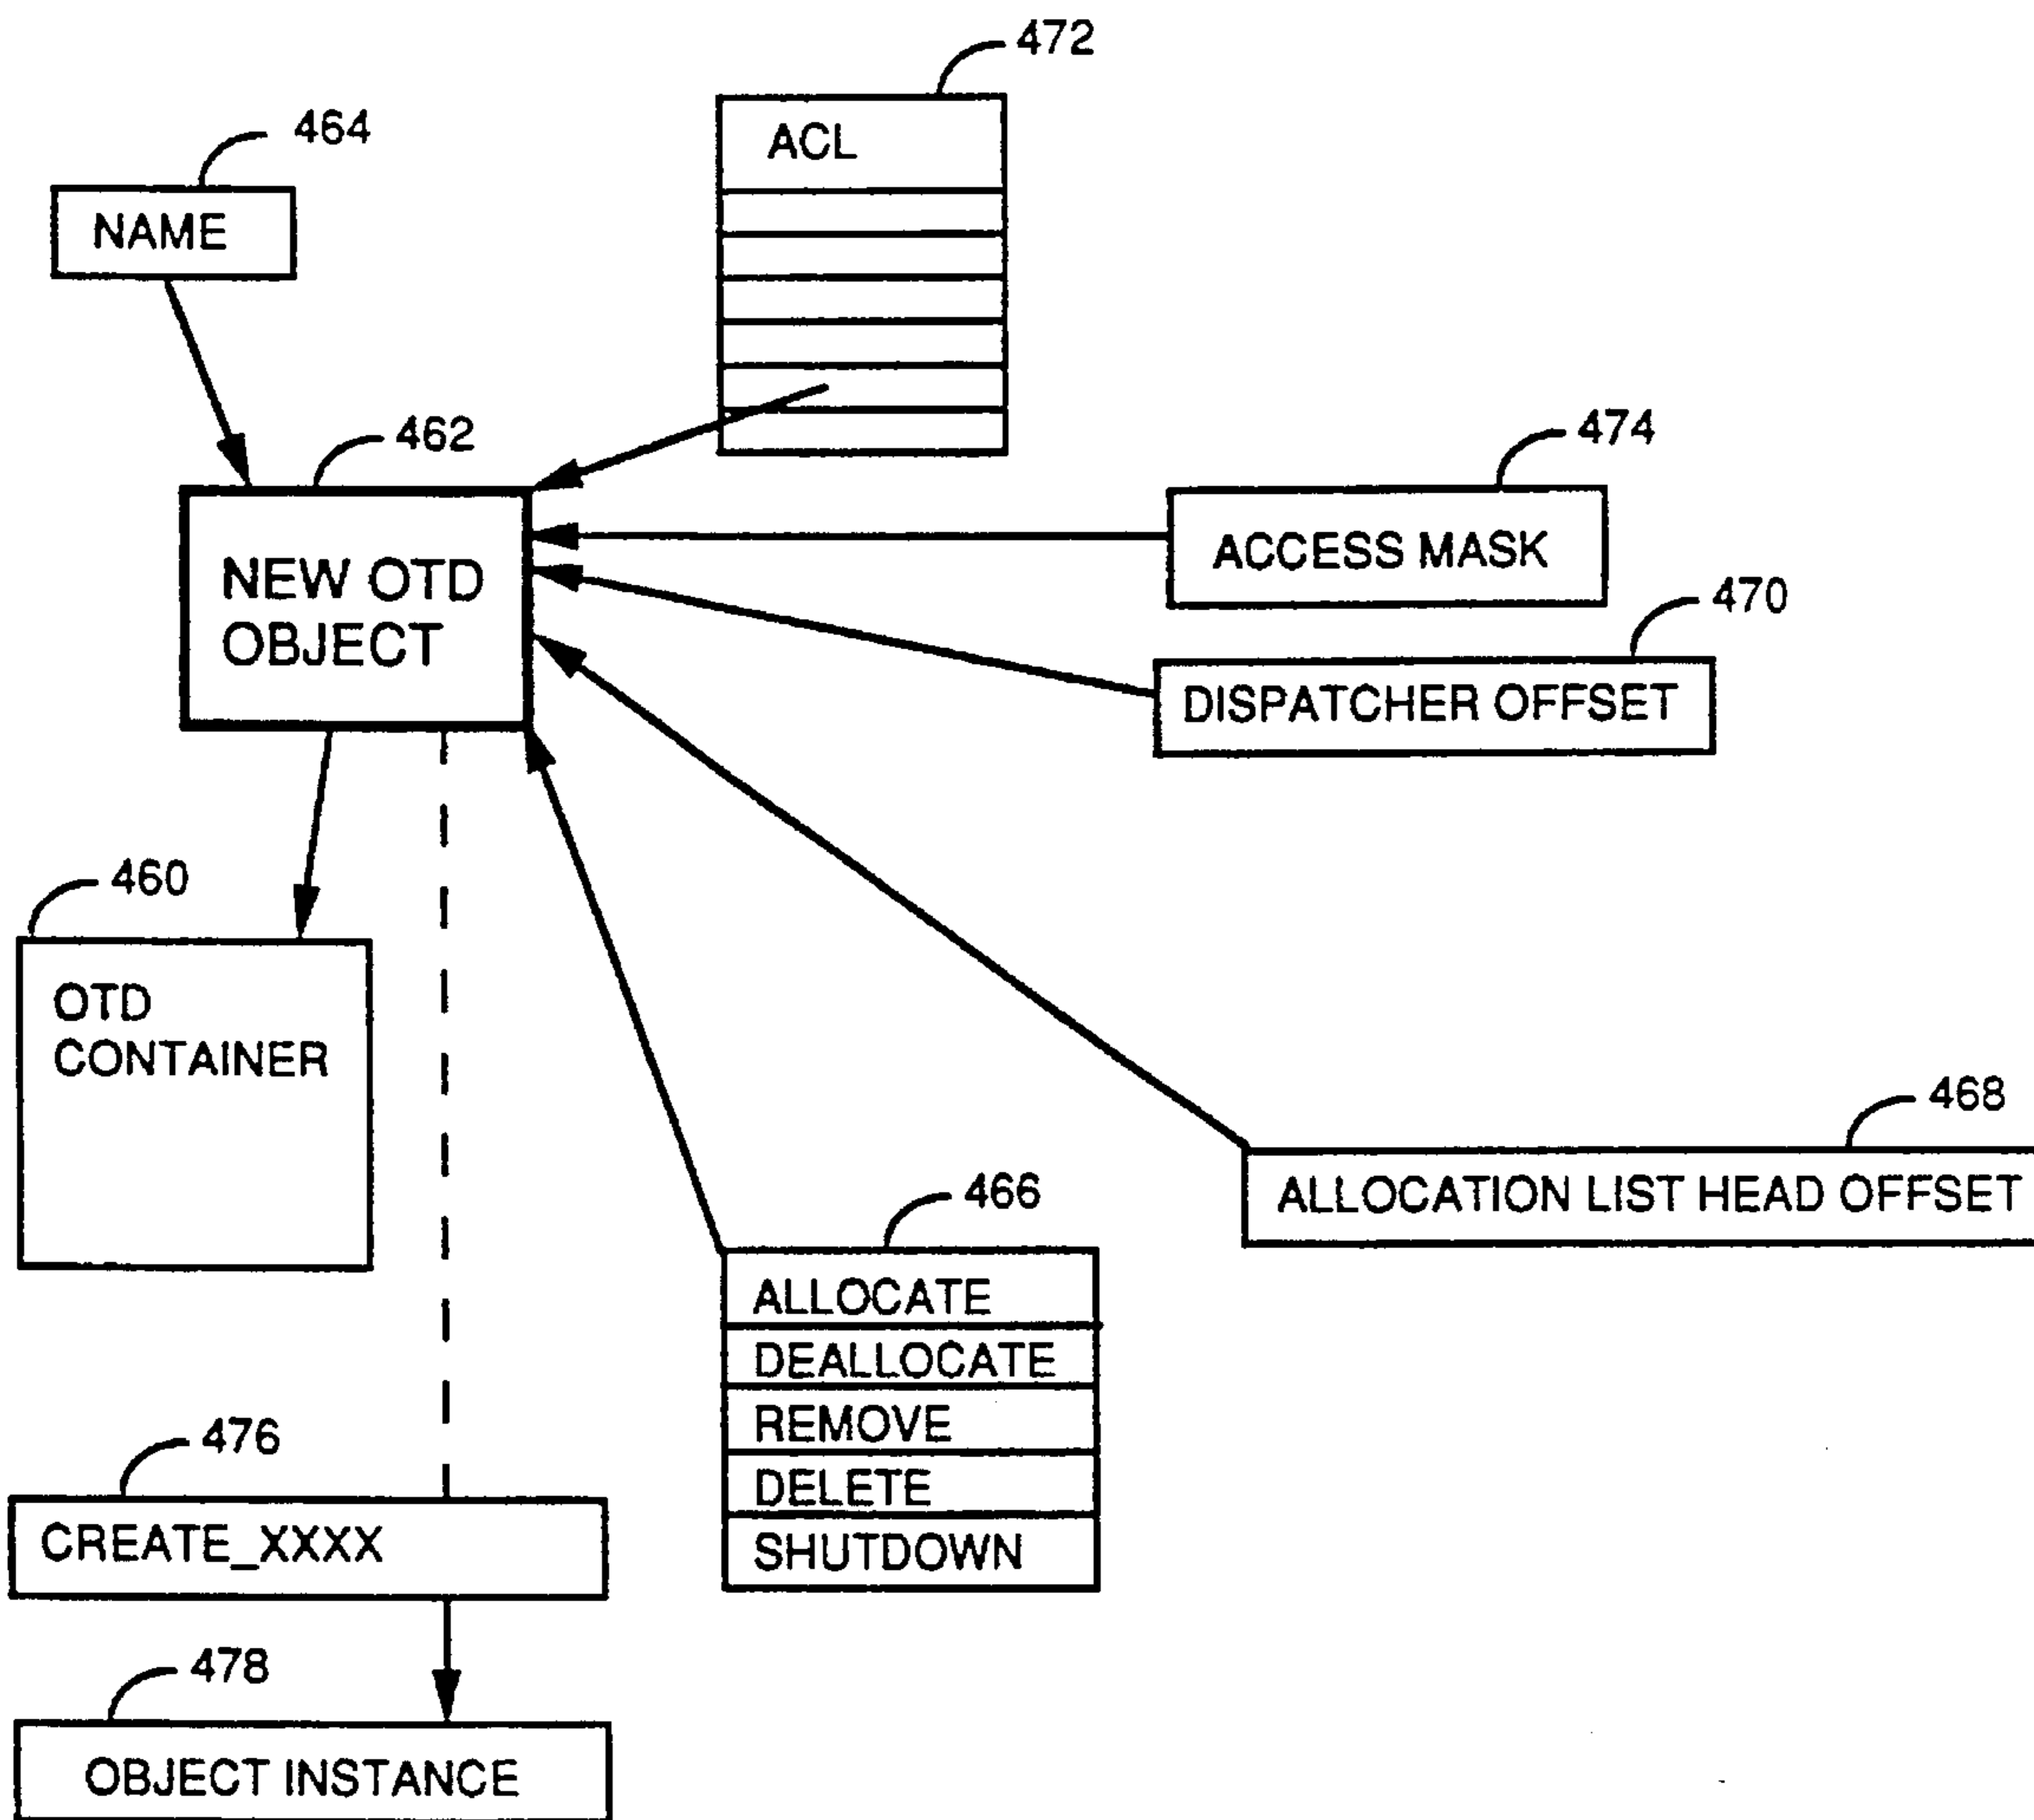 472
ACL
464
NAME
462
NEW OTD
OBJECT
474
ACCESS MASK
470
DISPATCHER OFFSET
460
OTD
CONTAINER
468
ALLOCATION LIST HEAD OFFSET
466
ALLOCATE
DEALLOCATE
REMOVE
DELETE
SHUTDOWN
476
CREATE_XXXX
478
OBJECT INSTANCE